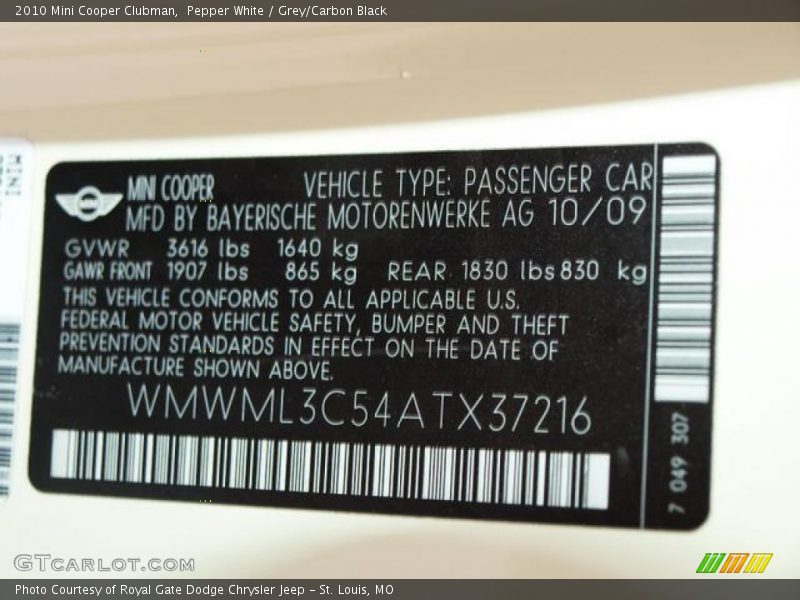 2010 Mini Cooper Clubman,  Pepper White / Grey/Carbon Black
MINI
MINI COOPER VEHICLE TYPE: PASSENGER CAR
MFD BY BAYERISCHE MOTORENWERKE AG 10/09
GVWR 3616 lbs 1640 kg
GAWR FRONT 1907 lbs 865 kg REAR 1830 lbs 830 kg
THIS VEHICLE CONFORMS TO ALL APPLICABLE U.S.
FEDERAL MOTOR VEHICLE SAFETY, BUMPER AND THEFT
PREVENTION STANDARDS IN EFFECT ON THE DATE OF
MANUFACTURE SHOWN ABOVE.
WMWML3C54ATX37216
7 049 307
GTCARLOT.COM
Photo Courtesy of Royal Gate Dodge Chrysler Jeep - St. Louis, MO